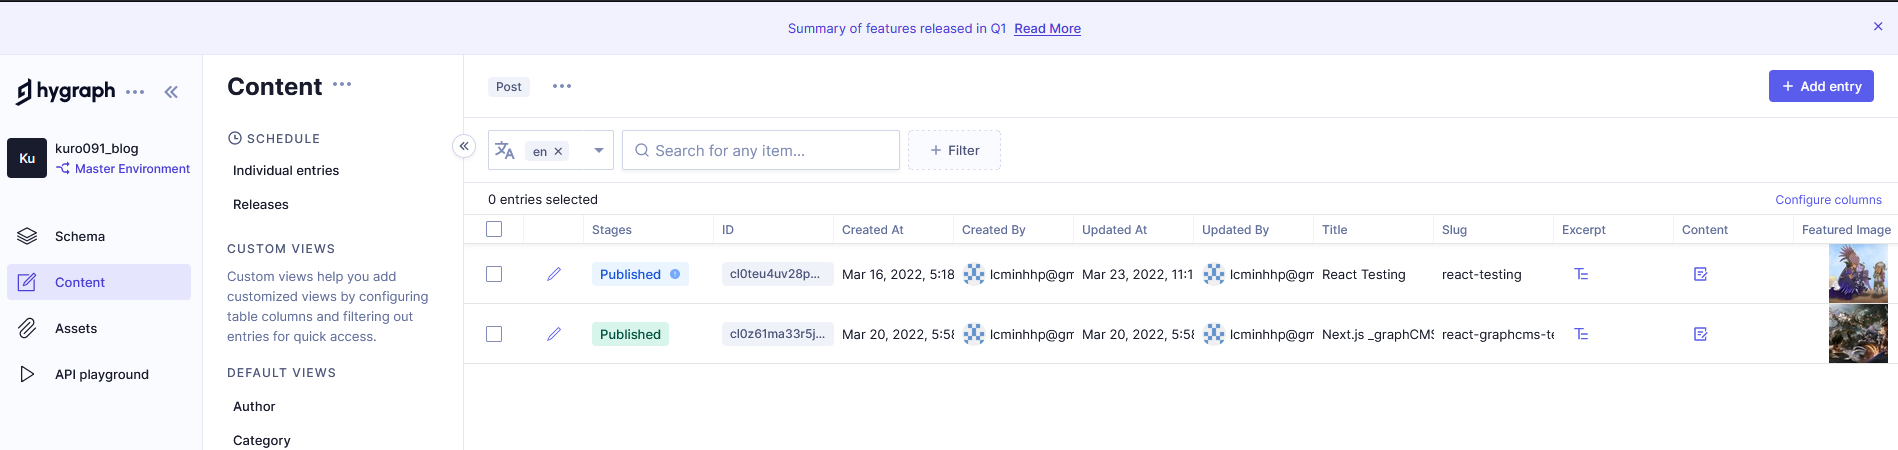 Summary of features released in Q1 Read More
hygraph
Ku
kuro091_blog
Master Environment
Schema
Content
Assets
API playground
Content
SCHEDULE
Individual entries
Releases
CUSTOM VIEWS
Custom views help you add
customized views by configuring
table columns and filtering out
entries for quick access.
DEFAULT VIEWS
Author
Category
Post
+ Add entry
en
Search for any item...
+ Filter
0 entries selected
Configure columns
Stages ID Created At Created By Updated At Updated By Title Slug Excerpt Content Featured Image
Published cl0teu4uv28p... Mar 16, 2022, 5:18 lcminhhp@gm Mar 23, 2022, 11:1 lcminhhp@gm React Testing react-testing
Published cl0z61ma33r5j... Mar 20, 2022, 5:58 lcminhhp@gm Mar 20, 2022, 5:58 lcminhhp@gm Next.js _graphCMS react-graphcms-te